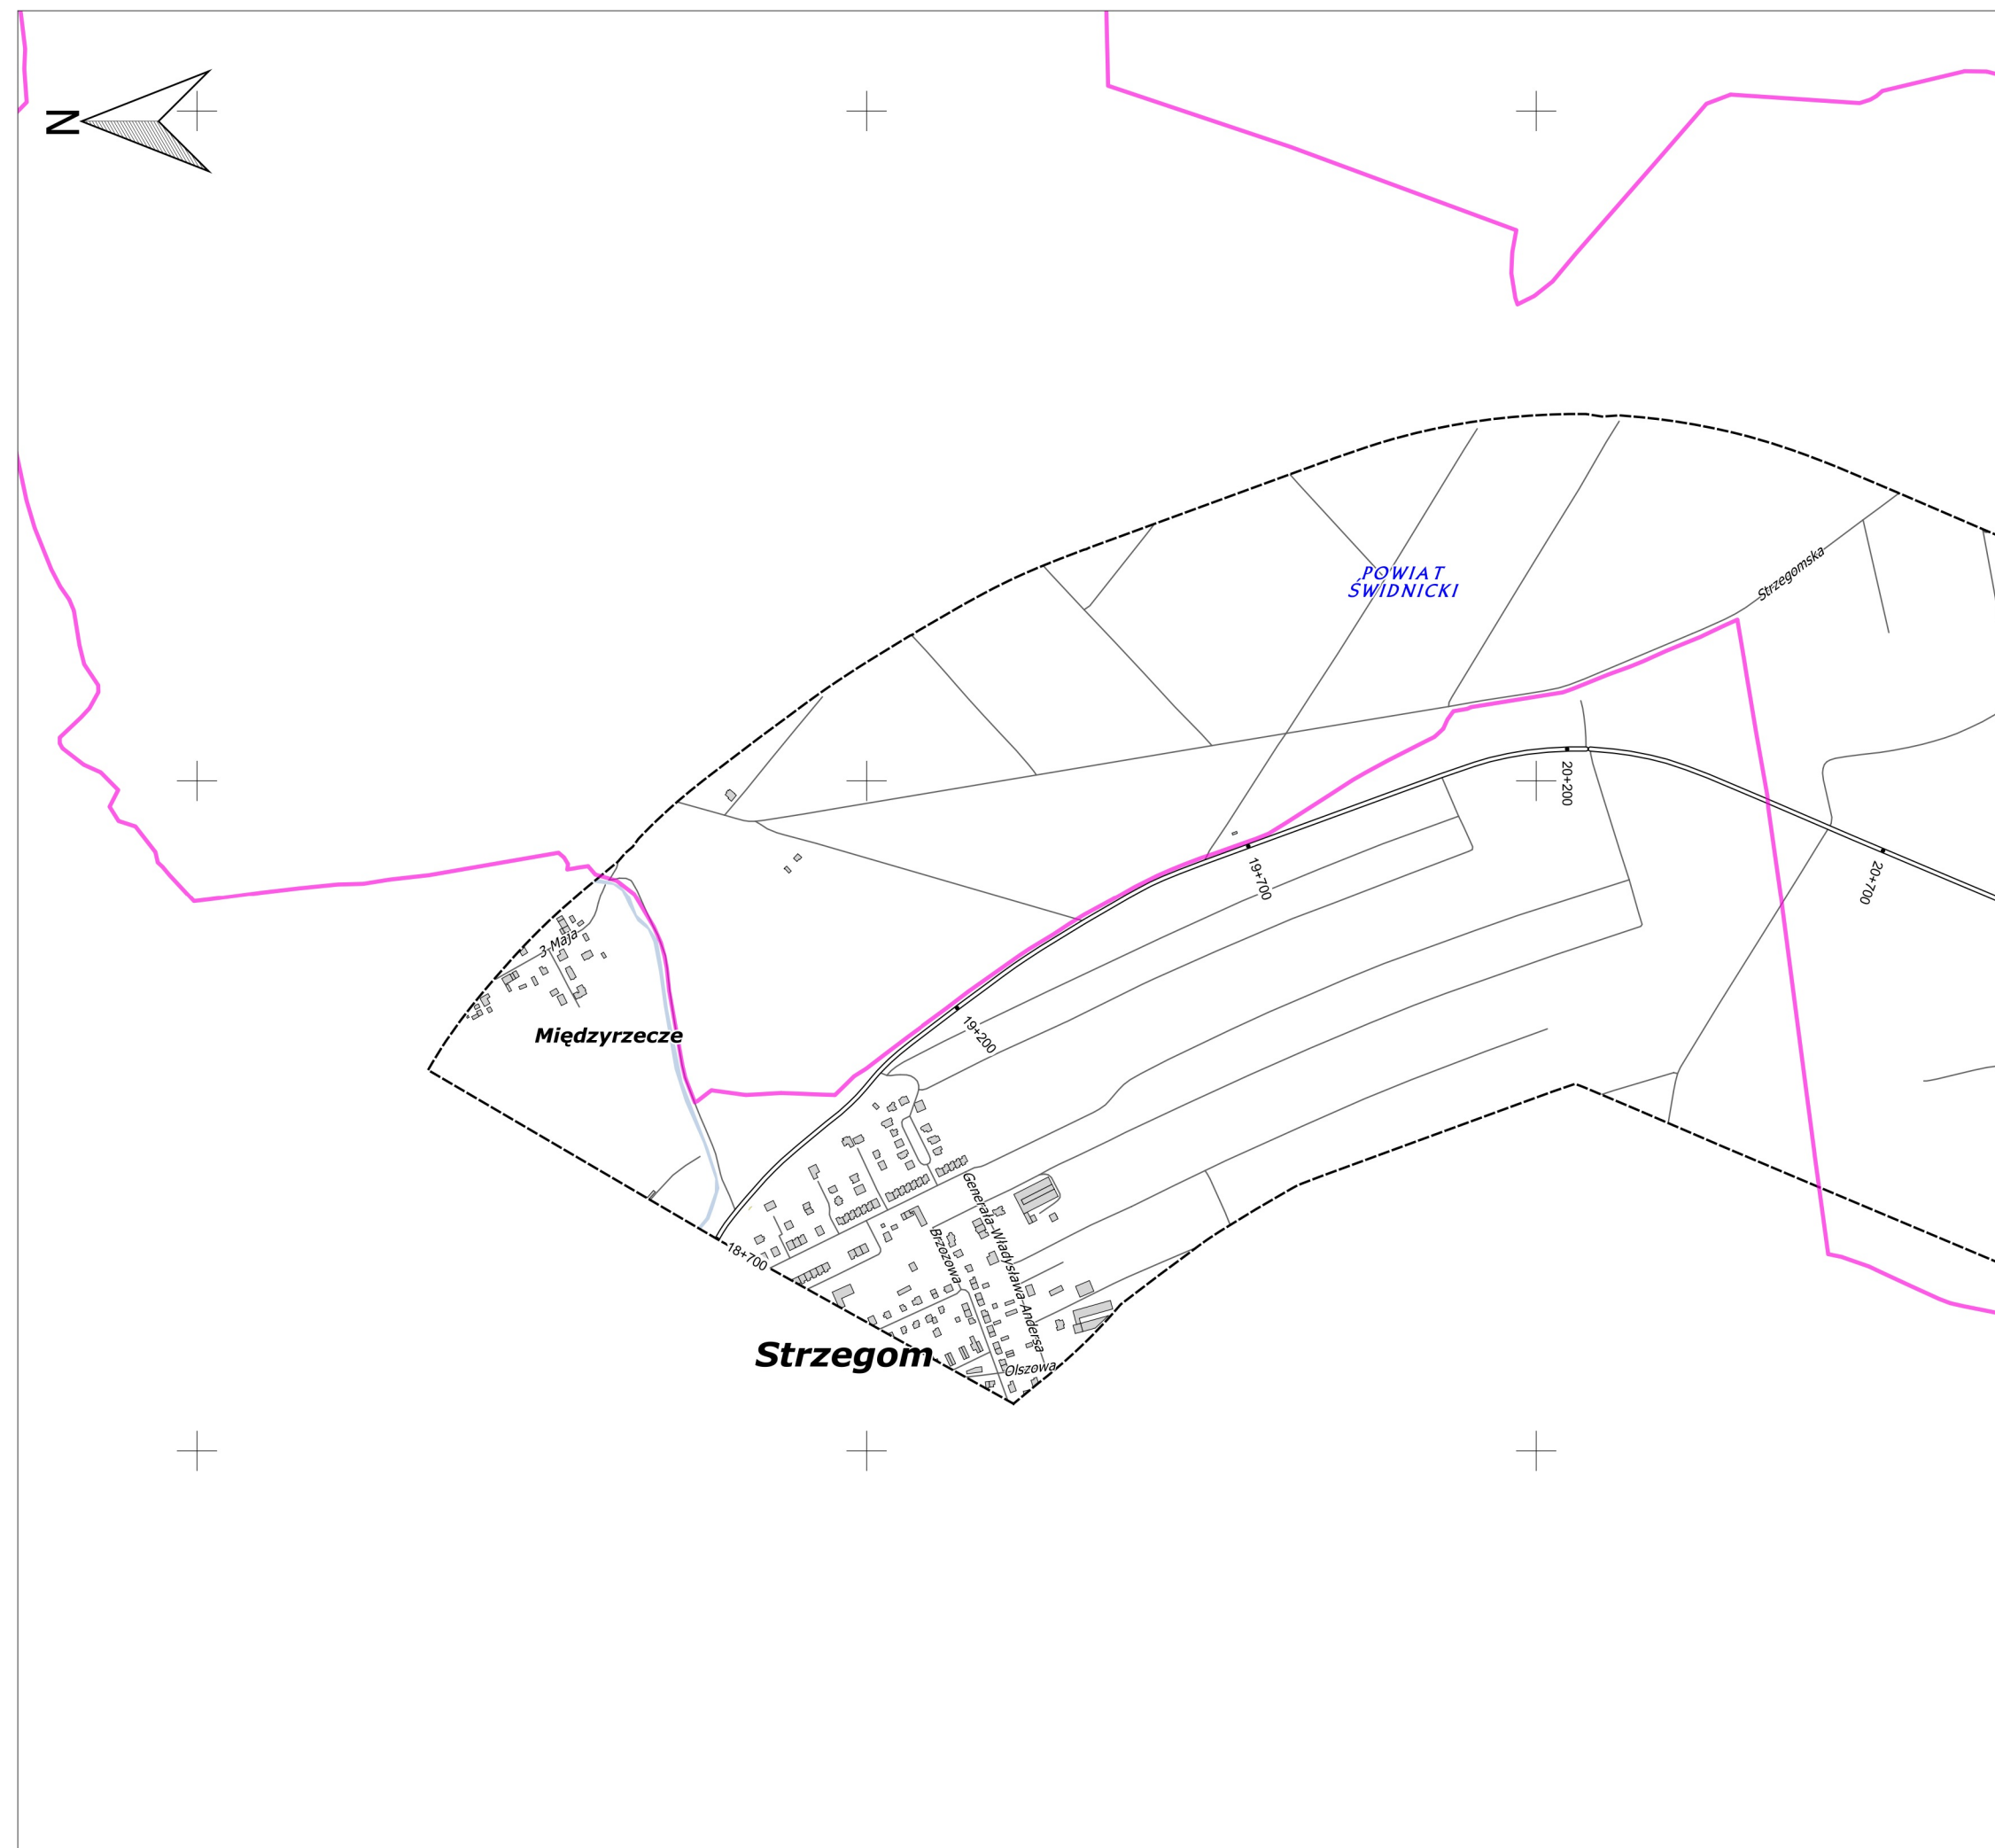 N
POWIAT
ŚWIDNICKI
Strzegomska
20+200
19+700
20+700
3 Maja
19+200
Międzyrzecze
Generała Władysława Andersa
Brzozowa
18+700
Strzegom
Olszowa